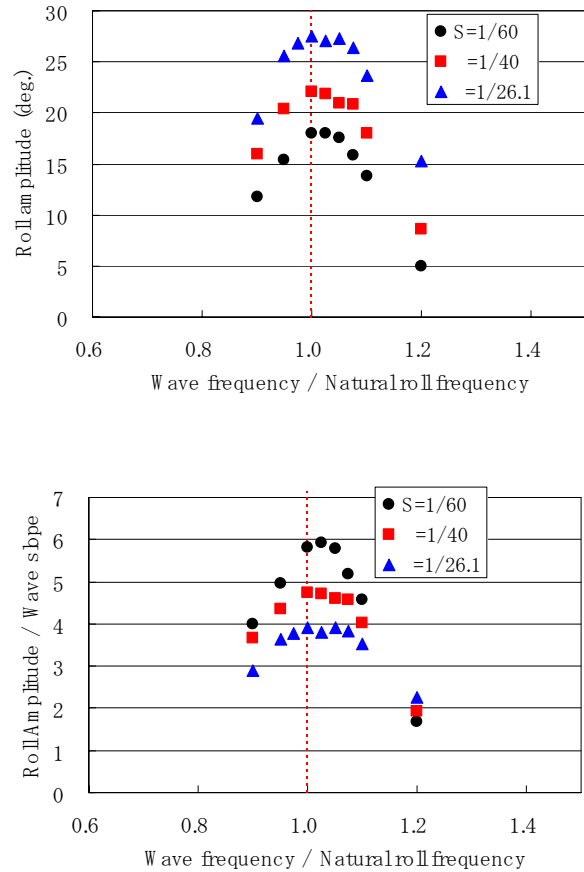 30
25
20
15
10
5
0
Roll amplitude (deg.)
S=1/60
=1/40
=1/26.1
0.6 0.8 1.0 1.2 1.4
Wave frequency / Natural roll frequency
7
6
5
4
3
2
1
0
Roll Amplitude / Wave slope
S=1/60
=1/40
=1/26.1
0.6 0.8 1.0 1.2 1.4
Wave frequency / Natural roll frequency